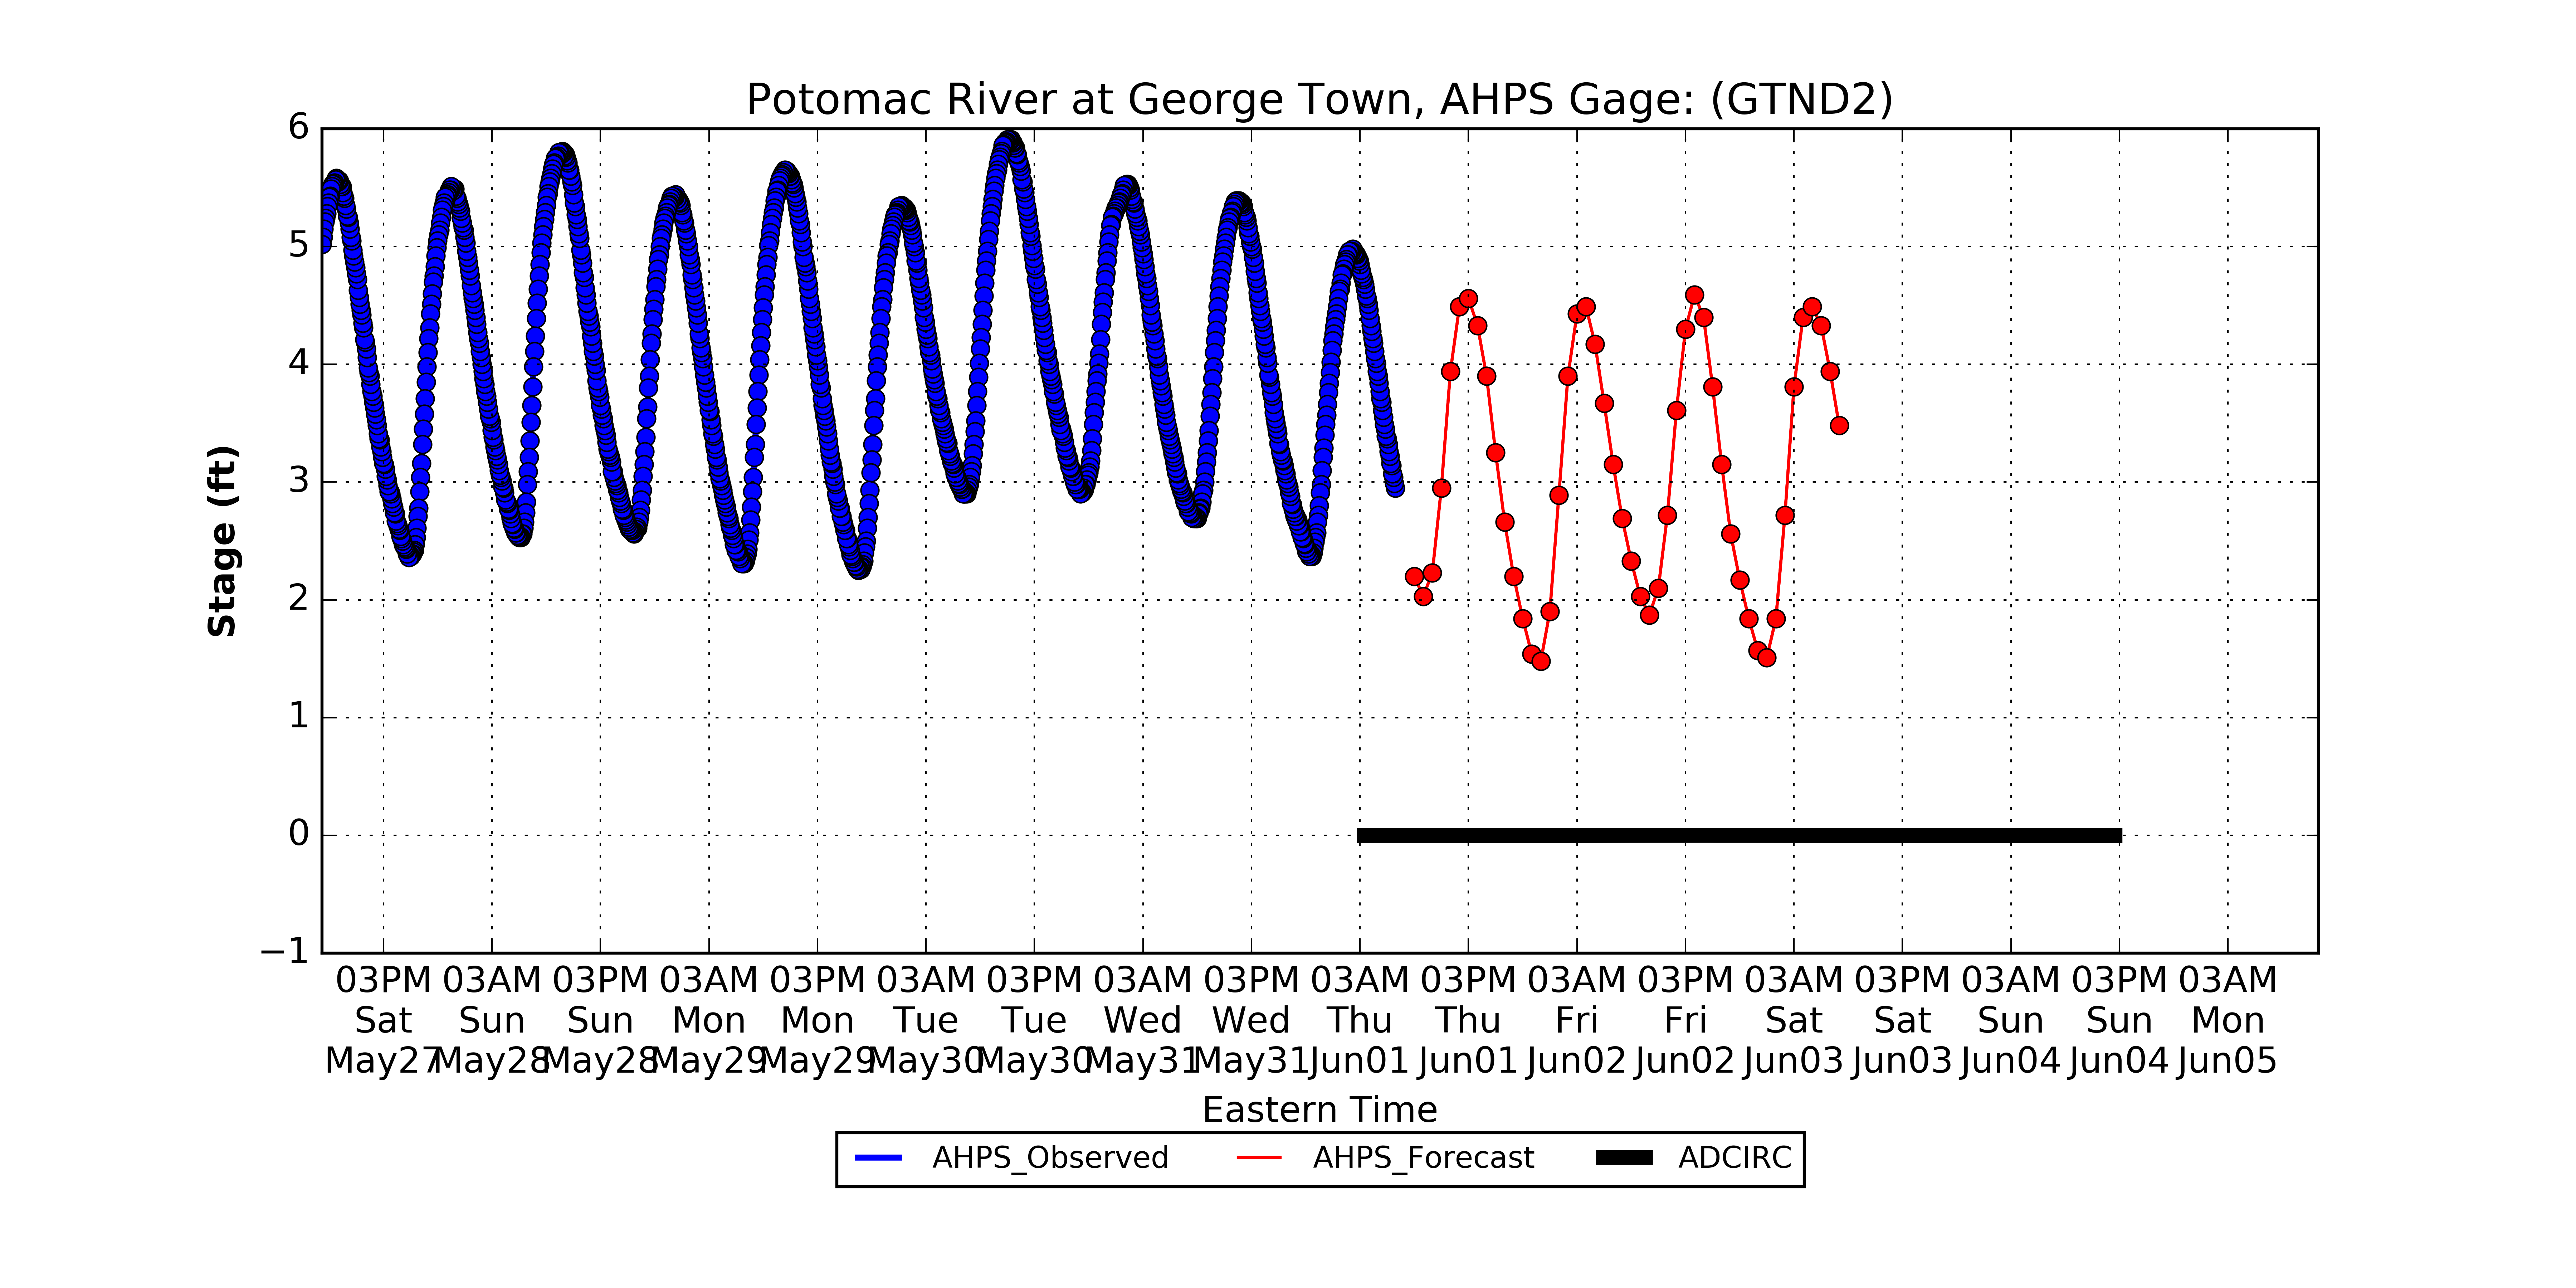 Potomac River at George Town, AHPS Gage: (GTND2)
6
5
4
3
2
1
0
−1
Stage (ft)
03PM 03AM 03PM 03AM 03PM 03AM 03PM 03AM 03PM 03AM 03PM 03AM 03PM 03AM 03PM 03AM 03PM 03AM
Sat Sun Sun Mon Mon Tue Tue Wed Wed Thu Thu Fri Fri Sat Sat Sun Sun Mon
May27 May28 May28 May29 May29 May30 May30 May31 May31 Jun01 Jun01 Jun02 Jun02 Jun03 Jun03 Jun04 Jun04 Jun05
Eastern Time
AHPS_Observed AHPS_Forecast ADCIRC